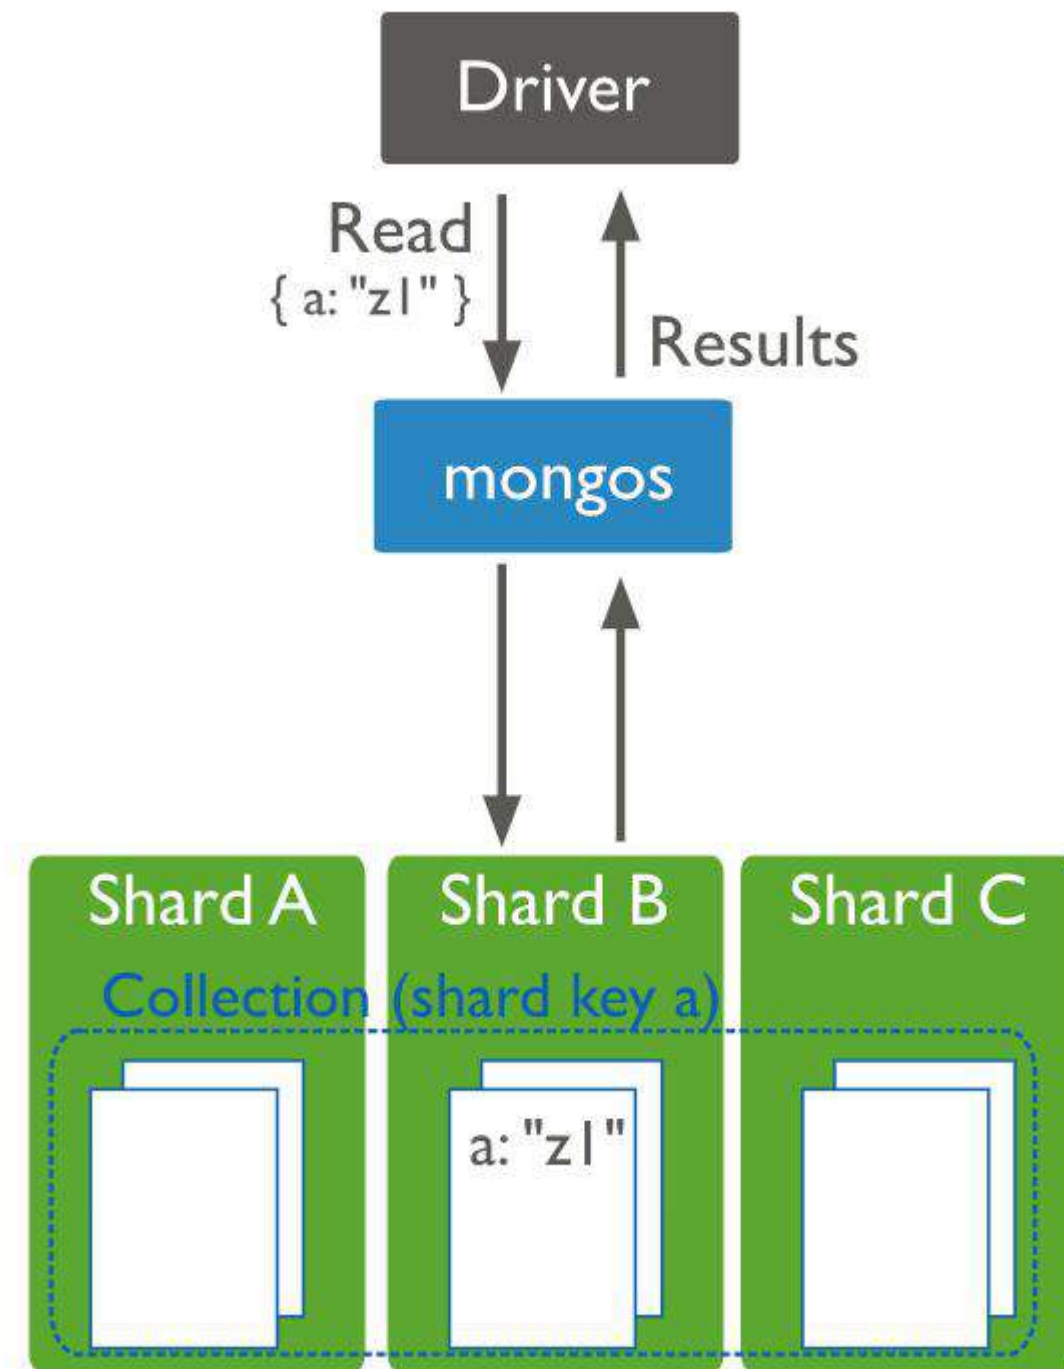 Driver
Read
{ a: "z1" }
Results
mongos
Shard A
Shard B
Shard C
Collection (shard key a)
a: "z1"